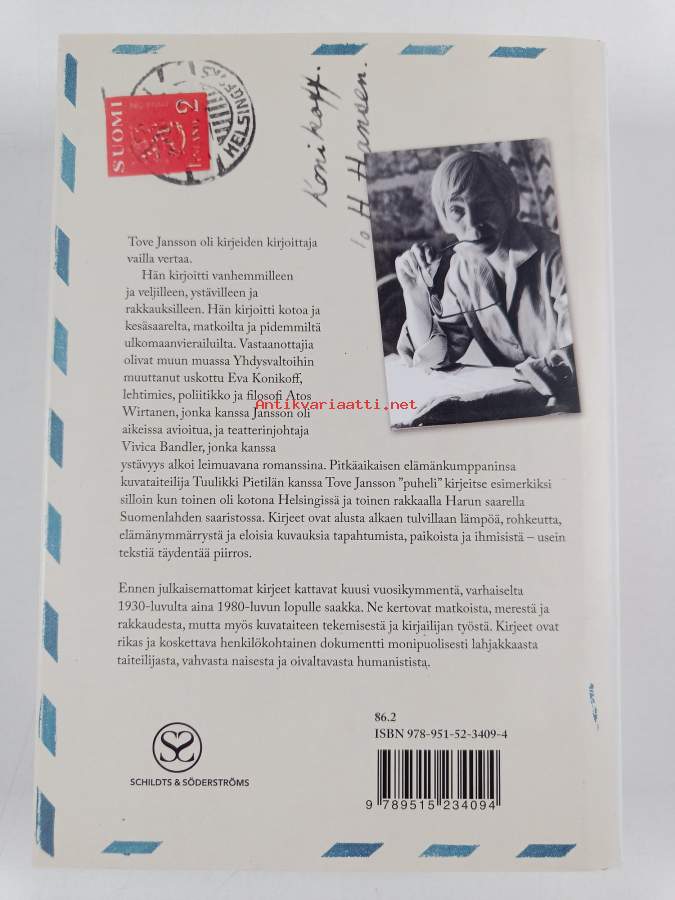 SUOMI
2
HELSINGFORS
Konikoff.
H Hansen.
Tove Jansson oli kirjeiden kirjoittaja
vailla vertaa.
Hän kirjoitti vanhemmilleen
ja veljilleen, ystävilleen ja
rakkauksilleen. Hän kirjoitti kotoa ja
kesäsaarelta, matkoilta ja pidemmiltä
ulkomaanvierailuilta. Vastaanottajia
olivat muun muassa Yhdysvaltoihin
muuttanut uskottu Eva Konikoff,
lehtimies, poliitikko ja filosofi Atos
Wirtanen, jonka kanssa Jansson oli
aikeissa avioitua, ja teatterinjohtaja
Vivica Bandler, jonka kanssa
ystävyys alkoi leimuavana romanssina. Pitkäaikaisen elämänkumppaninsa
kuvataiteilija Tuulikki Pietilän kanssa Tove Jansson ”puheli” kirjeitse esimerkiksi
silloin kun toinen oli kotona Helsingissä ja toinen rakkaalla Harun saarella
Suomenlahden saaristossa. Kirjeet ovat alusta alkaen tulvillaan lämpöä, rohkeutta,
elämänymmärrystä ja eloisia kuvauksia tapahtumista, paikoista ja ihmisistä – usein
tekstiä täydentää piirros.
Ennen julkaisemattomat kirjeet kattavat kuusi vuosikymmentä, varhaiselta
1930-luvulta aina 1980-luvun lopulle saakka. Ne kertovat matkoista, merestä ja
rakkaudesta, mutta myös kuvataiteen tekemisestä ja kirjailijan työstä. Kirjeet ovat
rikas ja koskettava henkilökohtainen dokumentti monipuolisesti lahjakkaasta
taiteilijasta, vahvasta naisesta ja oivaltavasta humanistista.
Antikvariaatti.net
SCHILDTS & SÖDERSTRÖMS
86.2
ISBN 978-951-52-3409-4
9 789515 234094